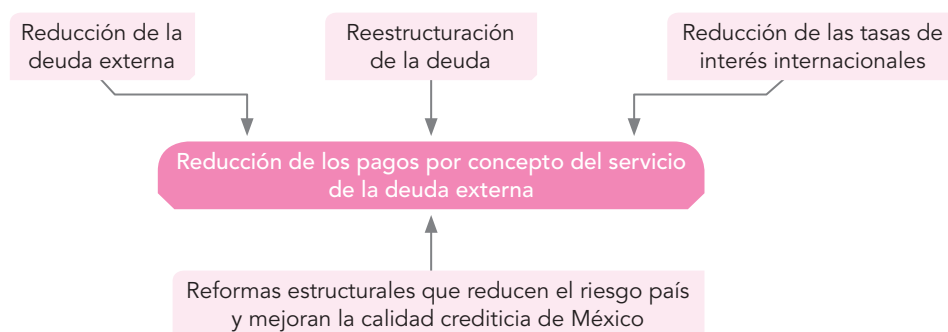 Reducción de la
deuda externa
Reestructuración
de la deuda
Reducción de las tasas de
interés internacionales
Reducción de los pagos por concepto del servicio
de la deuda externa
Reformas estructurales que reducen el riesgo país
y mejoran la calidad crediticia de México